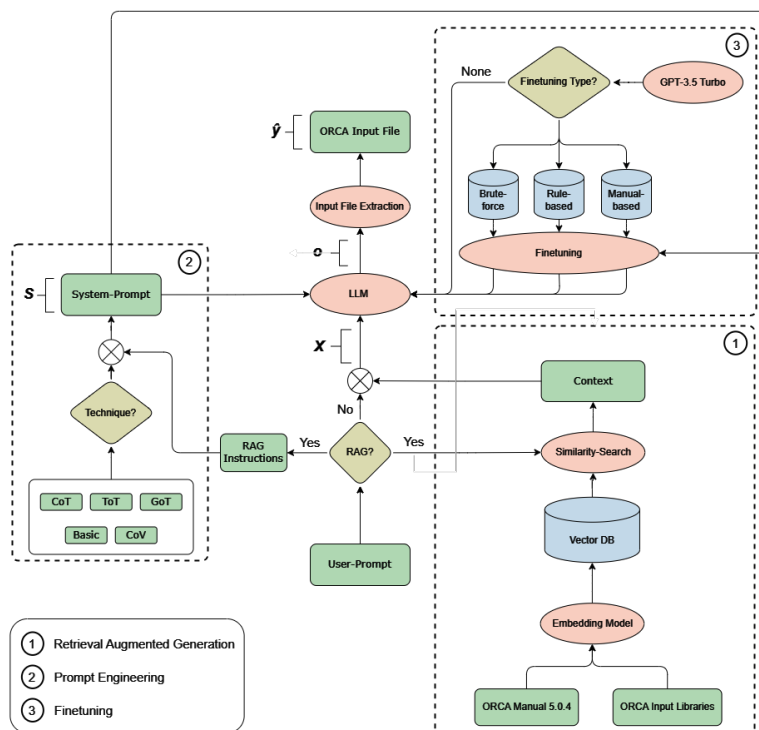 3
None
Finetuning Type?
GPT-3.5 Turbo
ŷ
ORCA Input File
Brute-
force
Rule-
based
Manual-
based
Input File Extraction
Finetuning
o
2
S
System-Prompt
LLM
X
1
Context
Technique?
No
RAG
Instructions
Yes
RAG?
Yes
Similarity-Search
CoT
ToT
GoT
Basic
CoV
Vector DB
User-Prompt
Embedding Model
1 Retrieval Augmented Generation
2 Prompt Engineering
3 Finetuning
ORCA Manual 5.0.4
ORCA Input Libraries